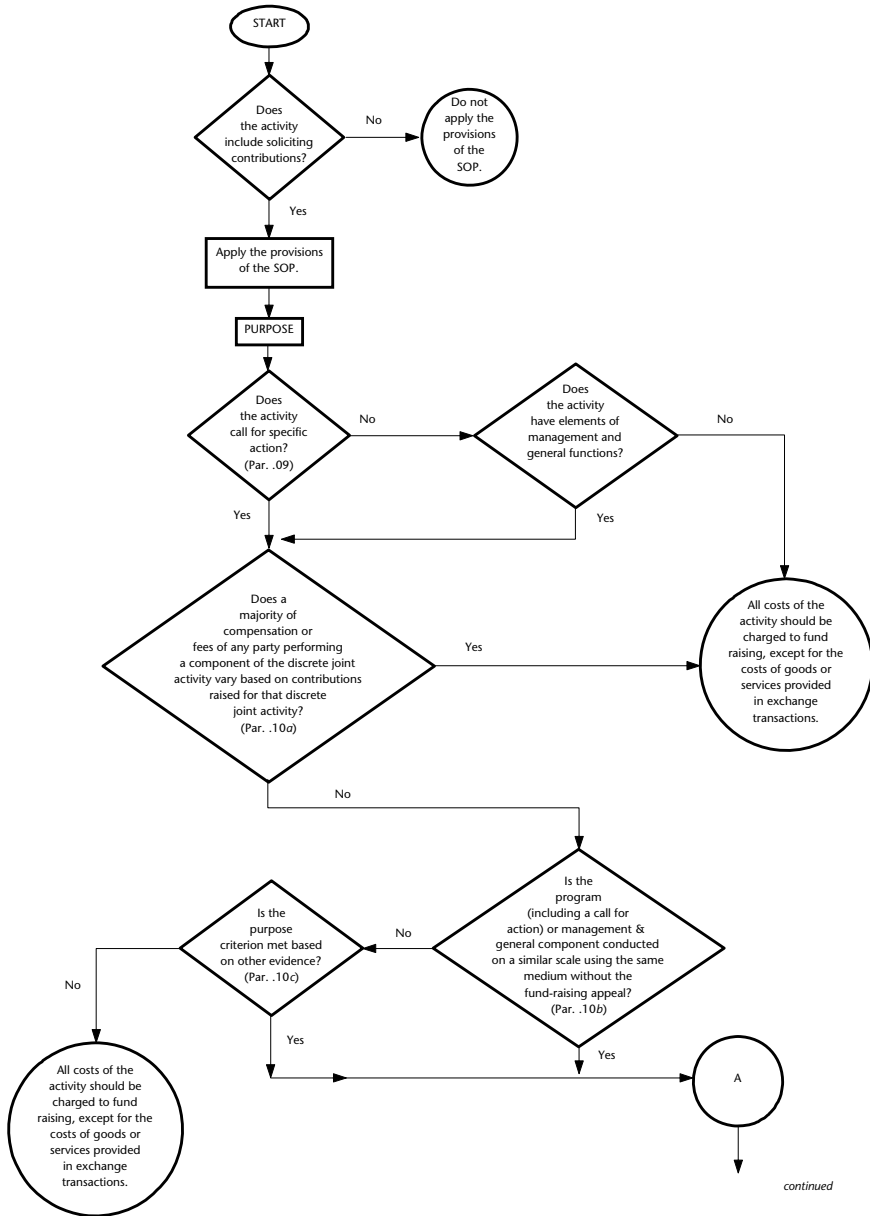 START
Does
the activity
include soliciting
contributions?
No
Do not
apply the
provisions
of the
SOP.
Yes
Apply the provisions
of the SOP.
PURPOSE
Does
the activity
call for specific
action?
(Par. .09)
No
Does
the activity
have elements of
management and
general functions?
No
Yes
Yes
Does a
majority of
compensation or
fees of any party performing
a component of the discrete joint
activity vary based on contributions
raised for that discrete
joint activity?
(Par. .10a)
Yes
All costs of the
activity should be
charged to fund
raising, except for the
costs of goods or
services provided
in exchange
transactions.
No
Is the
program
(including a call for
action) or management &
general component conducted
on a similar scale using the same
medium without the
fund-raising appeal?
(Par. .10b)
No
Is the
purpose
criterion met based
on other evidence?
(Par. .10c)
No
Yes
Yes
All costs of the
activity should be
charged to fund
raising, except for the
costs of goods or
services provided
in exchange
transactions.
A
continued